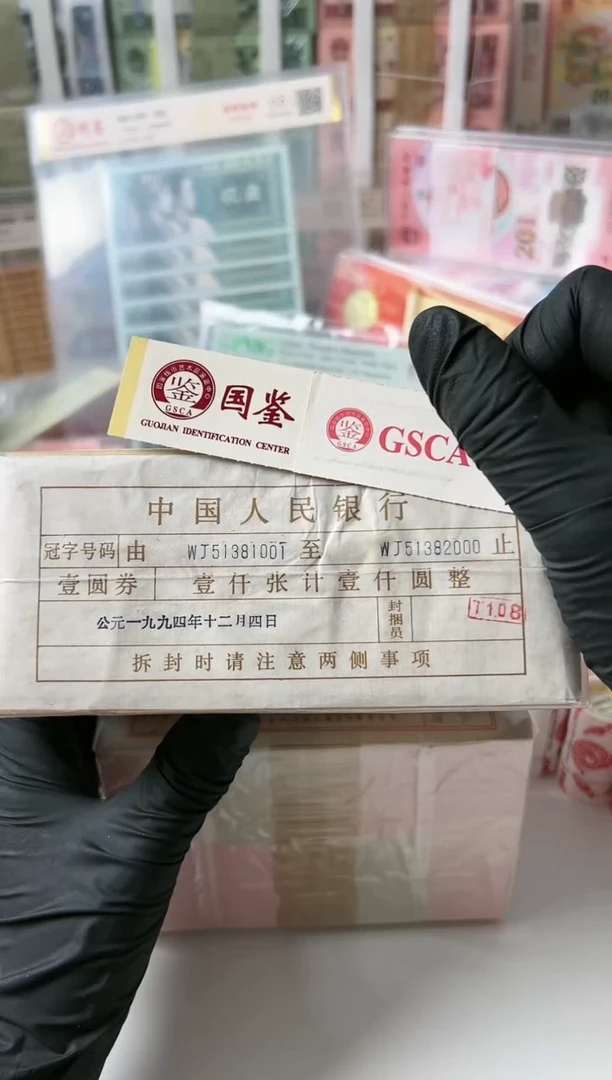 国鉴
GUOJIAN IDENTIFICATION CENTER
鉴
GSCA
鉴
GSCA
GSCA
中国人民银行
冠字号码 由 WJ51381001 至 WJ51382000 止
壹圆券 壹仟张计壹仟圆整
公元一九九四年十二月四日 封捆员 T108
拆封时请注意两侧事项
201